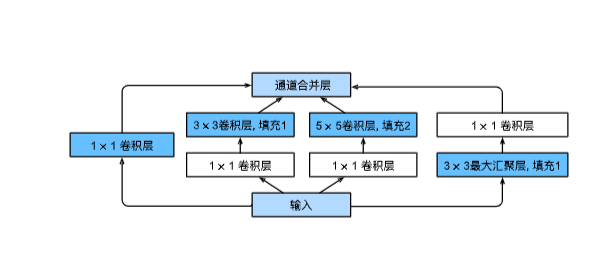 通道合并层
3 × 3卷积层, 填充1
5 × 5卷积层, 填充2
1 × 1 卷积层
1 × 1 卷积层
1 × 1 卷积层
1 × 1 卷积层
3 × 3最大汇聚层, 填充1
输入